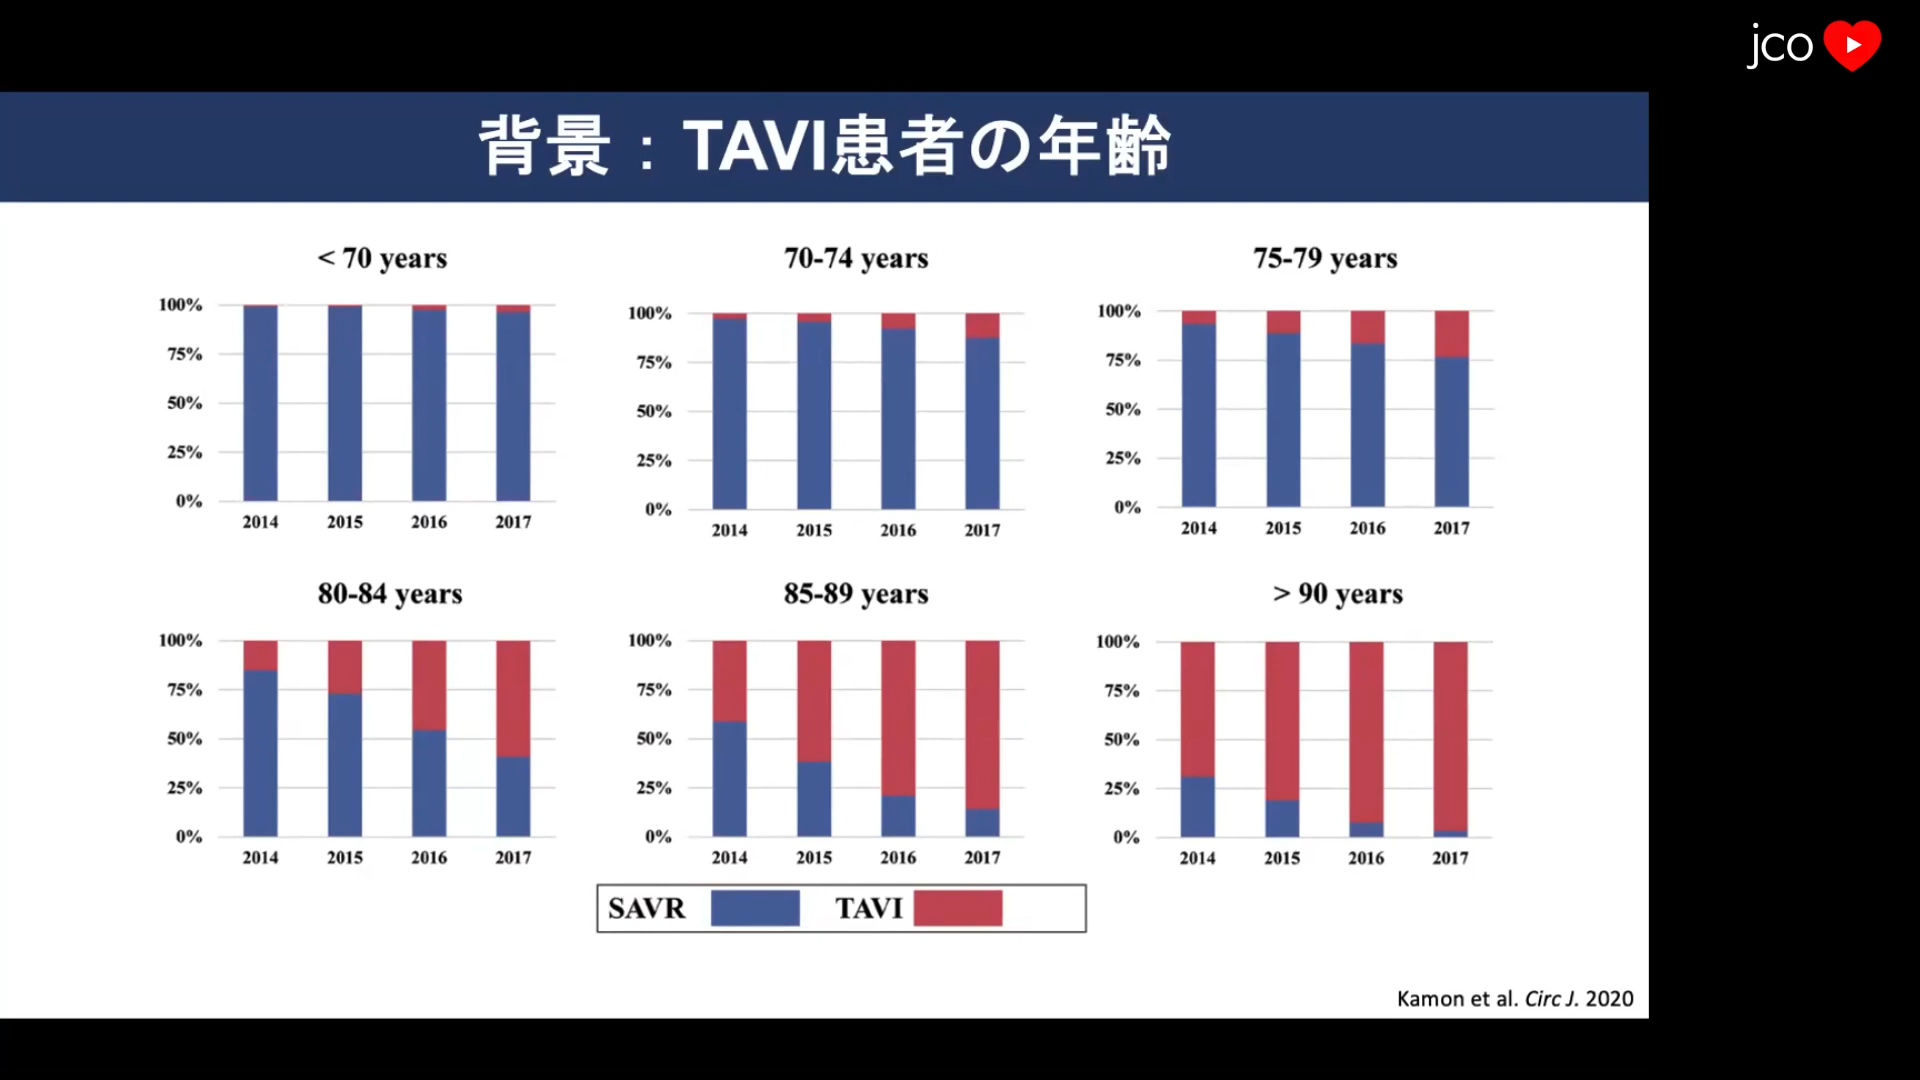 jco
背景：TAVI患者の年齢
< 70 years
100%
75%
50%
25%
0%
2014 2015 2016 2017
70-74 years
100%
75%
50%
25%
0%
2014 2015 2016 2017
75-79 years
100%
75%
50%
25%
0%
2014 2015 2016 2017
80-84 years
100%
75%
50%
25%
0%
2014 2015 2016 2017
85-89 years
100%
75%
50%
25%
0%
2014 2015 2016 2017
> 90 years
100%
75%
50%
25%
0%
2014 2015 2016 2017
SAVR TAVI
Kamon et al. Circ J. 2020